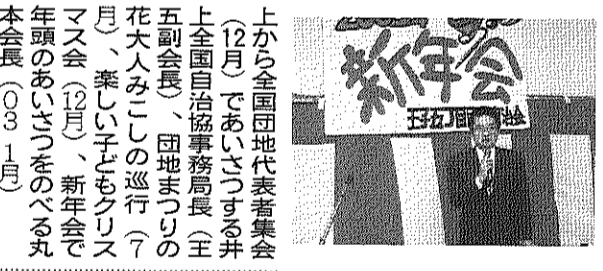 上から全国団地代表者集会
(12月)であいさつする井
上全国自治協事務局長(王
五副会長)、団地まつりの
花大人みこしの巡行(7
月)、楽しい子どもクリス
マス会(12月)、新年会で
年頭のあいさつをのべる丸
本会長(03 1月)
新年会